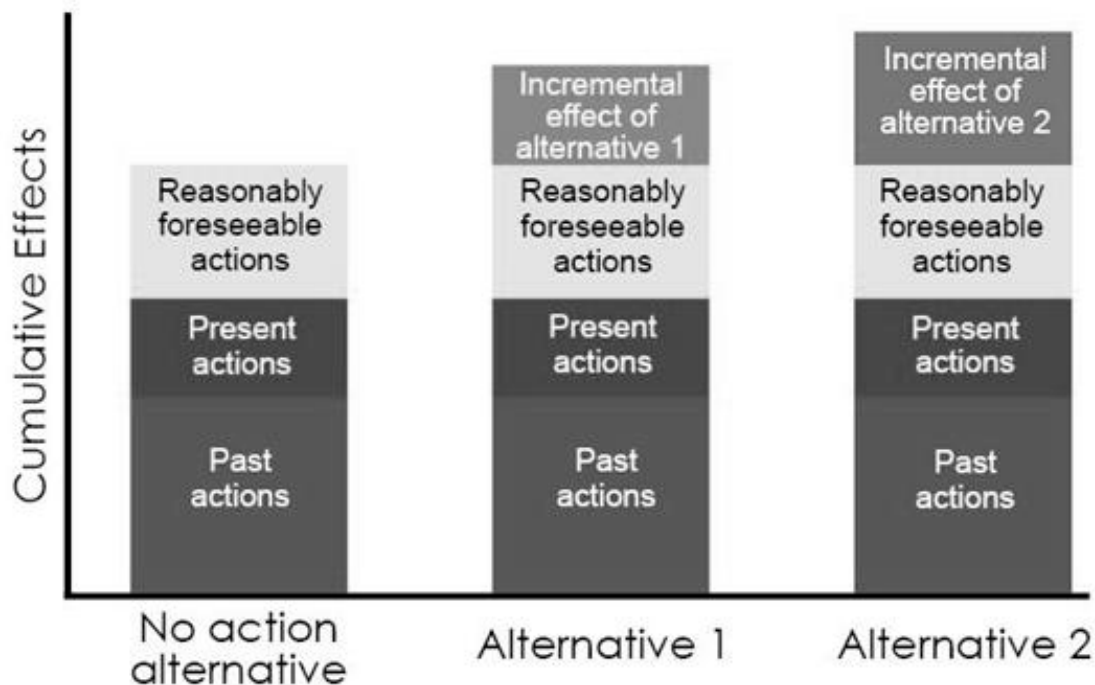 Cumulative Effects
Reasonably
foreseeable
actions
Present
actions
Past
actions
Incremental
effect of
alternative 1
Reasonably
foreseeable
actions
Present
actions
Past
actions
Incremental
effect of
alternative 2
Reasonably
foreseeable
actions
Present
actions
Past
actions
No action
alternative
Alternative 1
Alternative 2